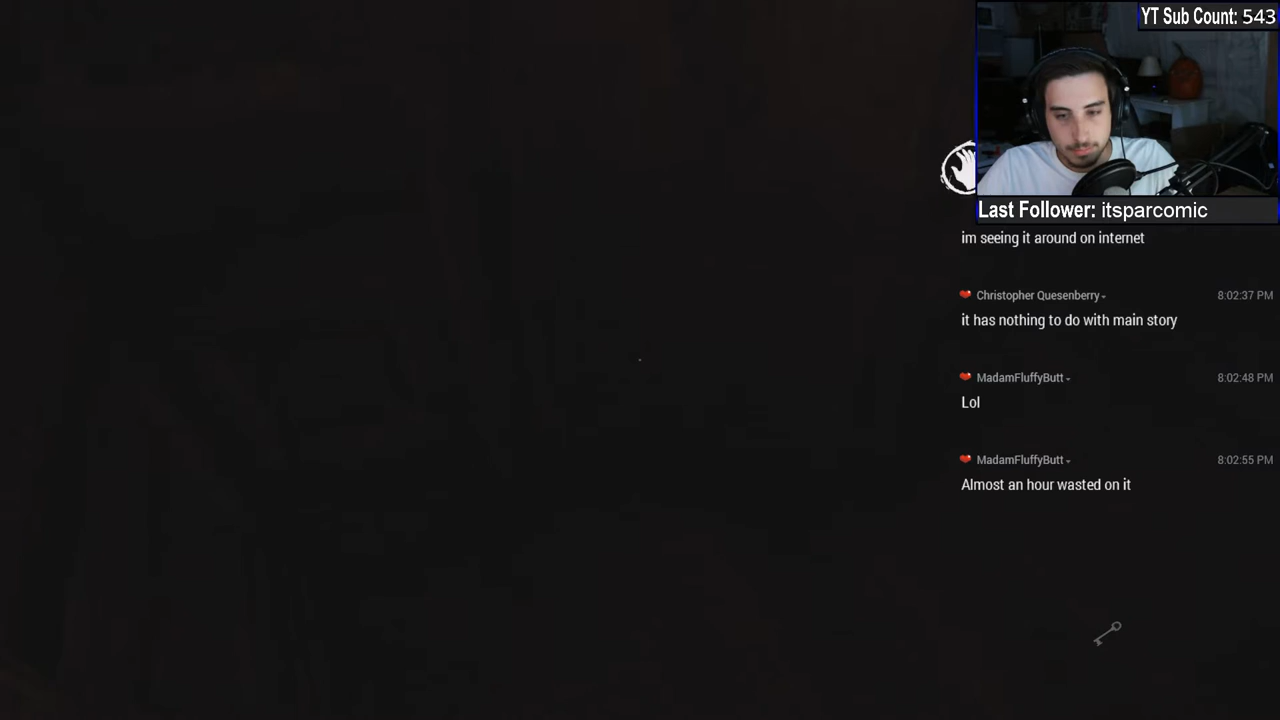 YT Sub Count: 543
Last Follower: itsparcomic
im seeing it around on internet
Christopher Quesenberry 8:02:37 PM
it has nothing to do with main story
MadamFluffyButt 8:02:48 PM
Lol
MadamFluffyButt 8:02:55 PM
Almost an hour wasted on it